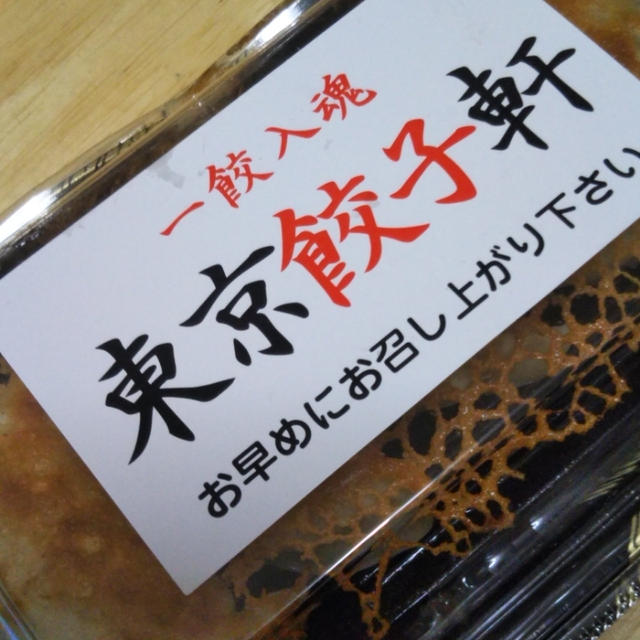 一餃入魂
東京餃子軒
お早めにお召し上がり下さい